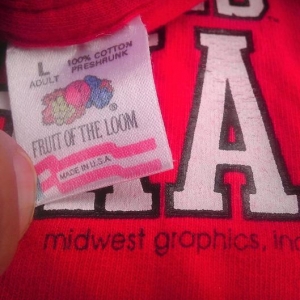 L
ADULT
100% COTTON
PRESHRUNK
®
FRUIT OF THE LOOM
MADE IN U.S.A.
A
midwest graphics, inc